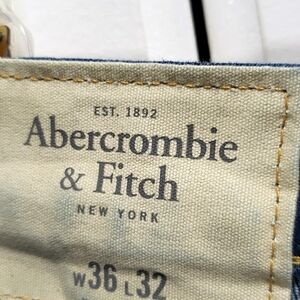 EST. 1892
Abercrombie
& Fitch
NEW YORK
W36 L32